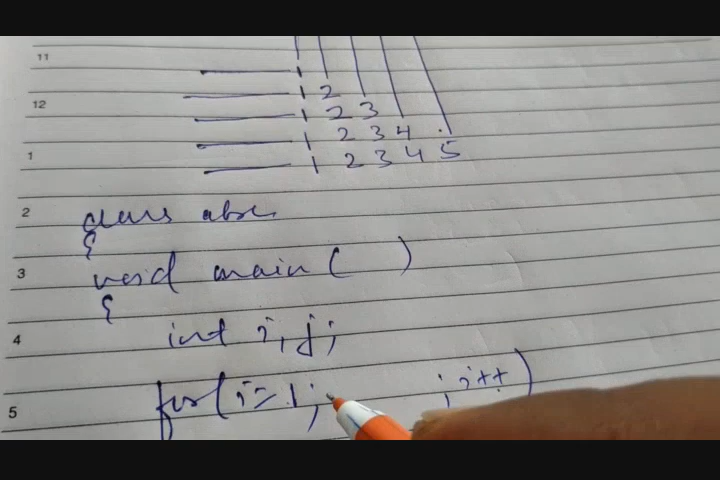 11
1
1 2
12
1 2 3
1 2 3 4
1
1 2 3 4 5
2
class abc
{
3
void main( )
{
4
int i, j;
5
for(i=1; ; i++)